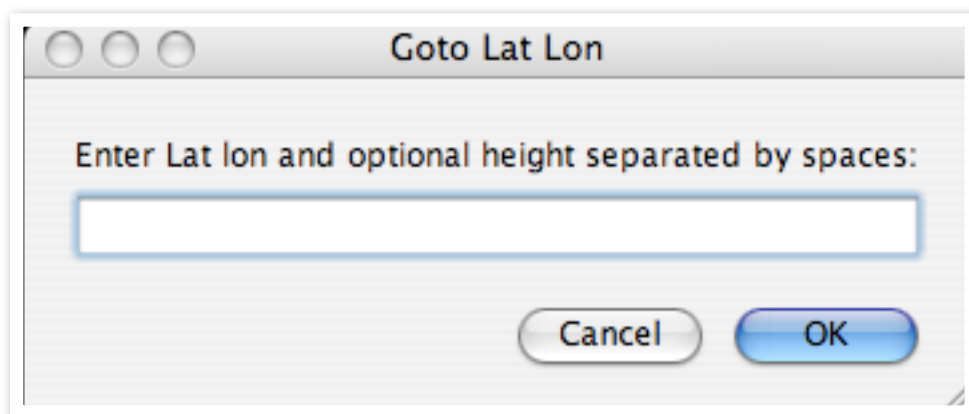 Goto Lat Lon
Enter Lat lon and optional height separated by spaces:
Cancel OK